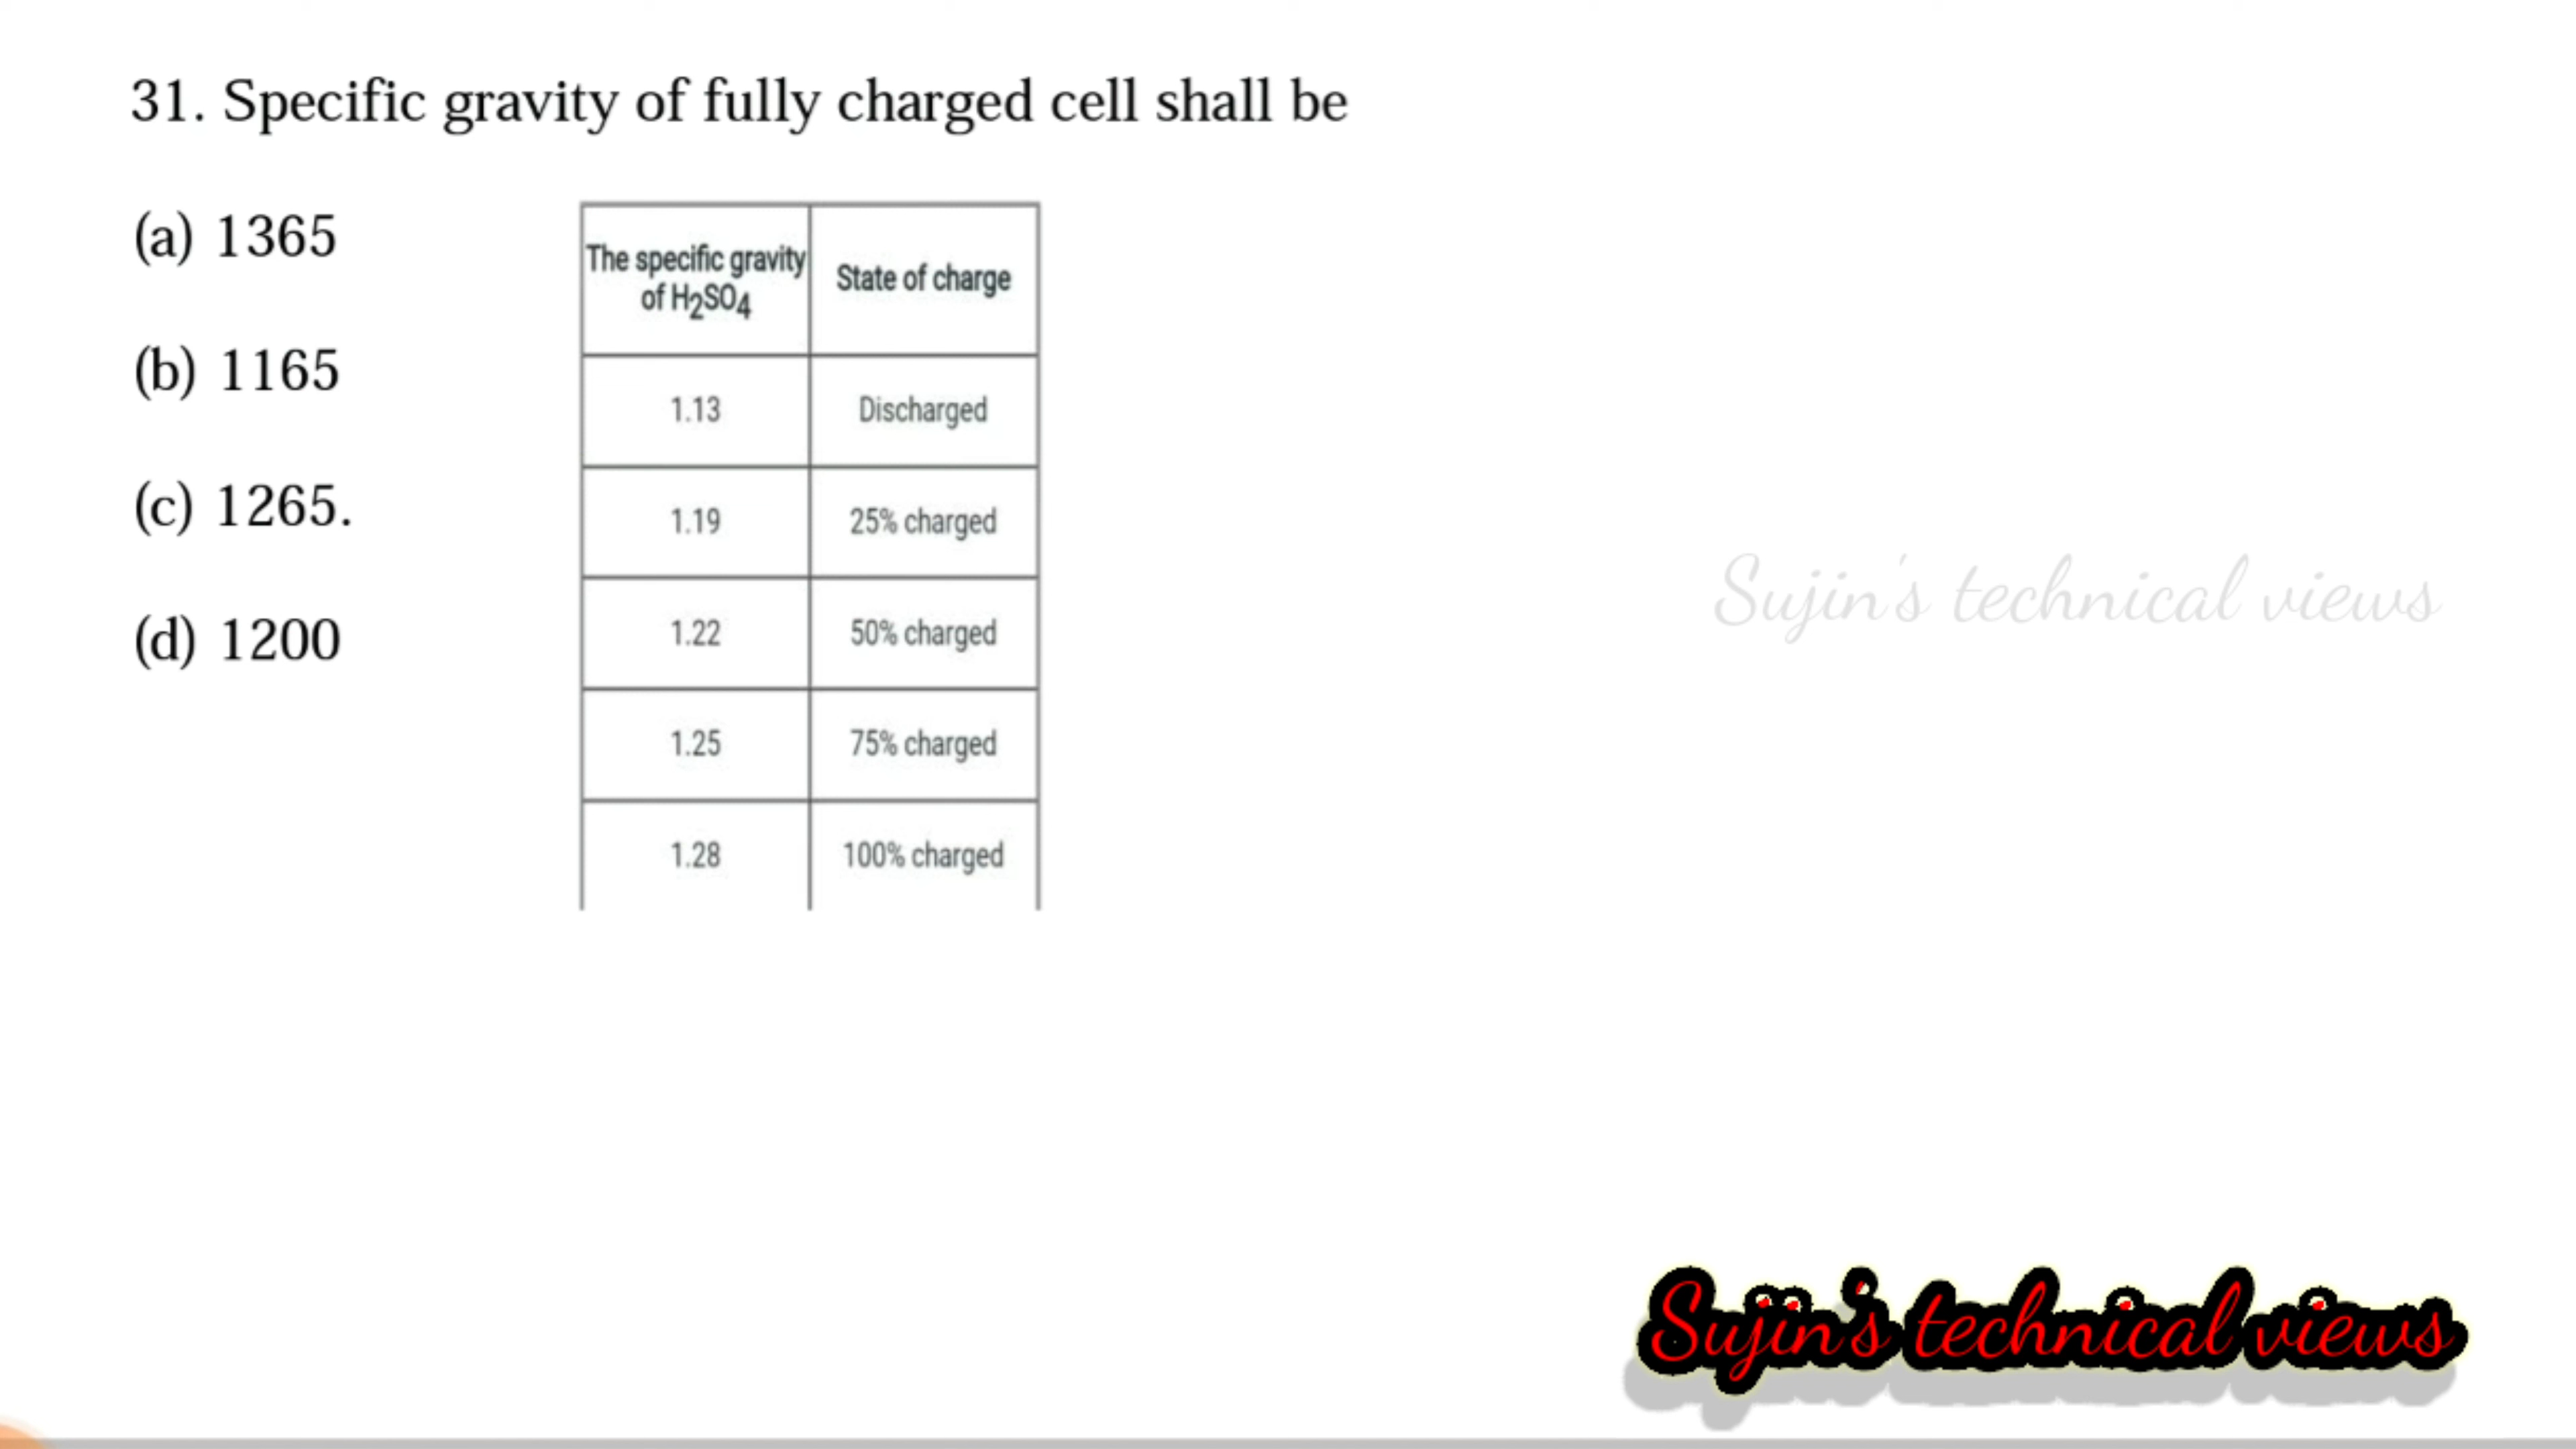 31. Specific gravity of fully charged cell shall be
(a) 1365
(b) 1165
(c) 1265.
(d) 1200
The specific gravity
of H2SO4
State of charge
1.13
Discharged
1.19
25% charged
1.22
50% charged
1.25
75% charged
1.28
100% charged
Sujin's technical views
Sujin's technical views